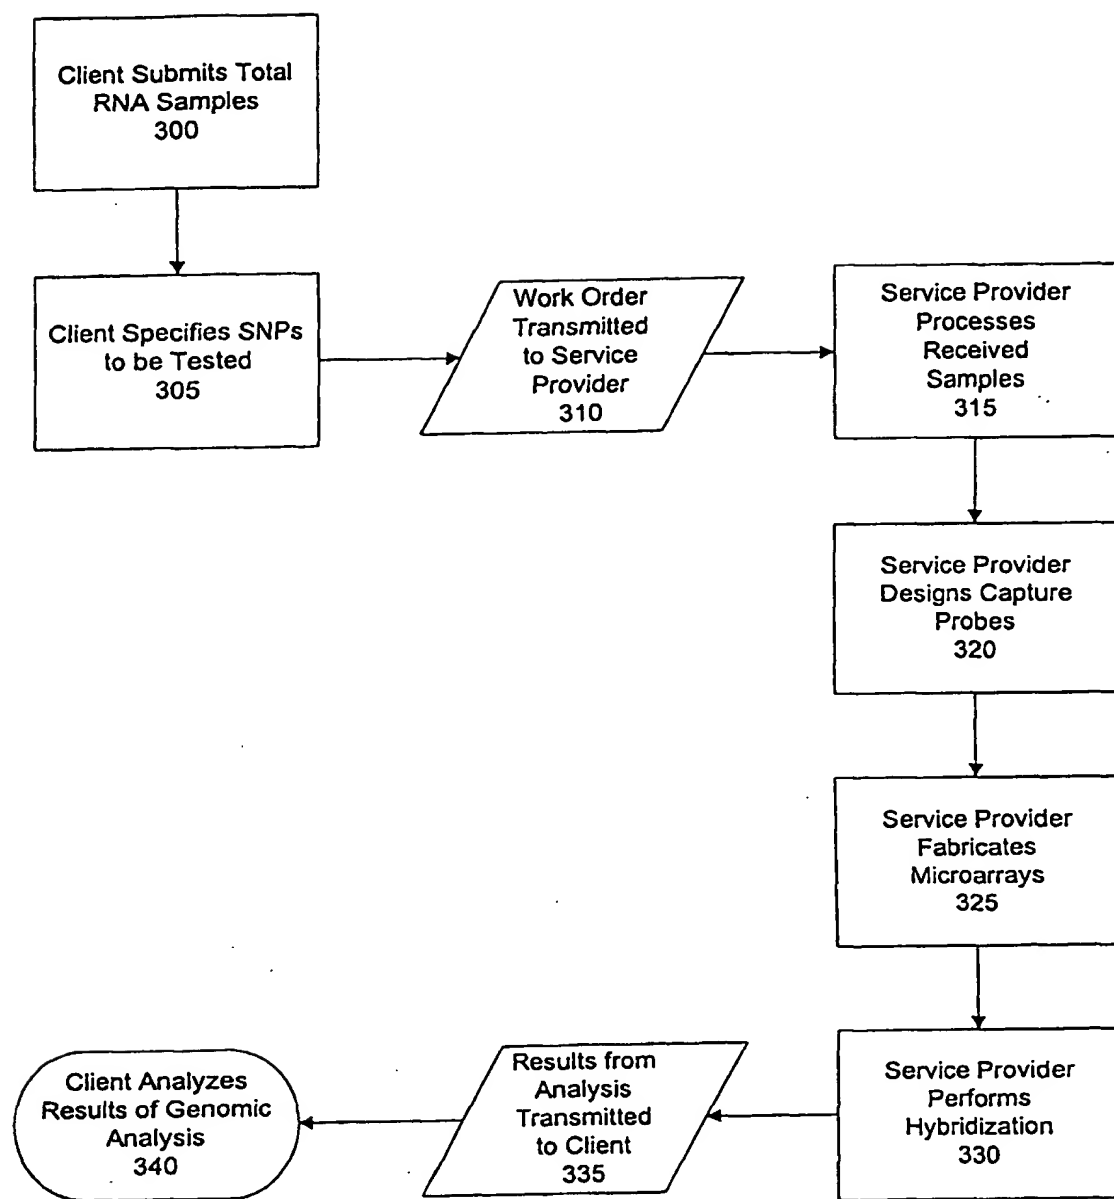 Client Submits Total
RNA Samples
300
Client Specifies SNPs
to be Tested
305
Work Order
Transmitted
to Service
Provider
310
Service Provider
Processes
Received
Samples
315
Service Provider
Designs Capture
Probes
320
Service Provider
Fabricates
Microarrays
325
Service Provider
Performs
Hybridization
330
Results from
Analysis
Transmitted
to Client
335
Client Analyzes
Results of Genomic
Analysis
340